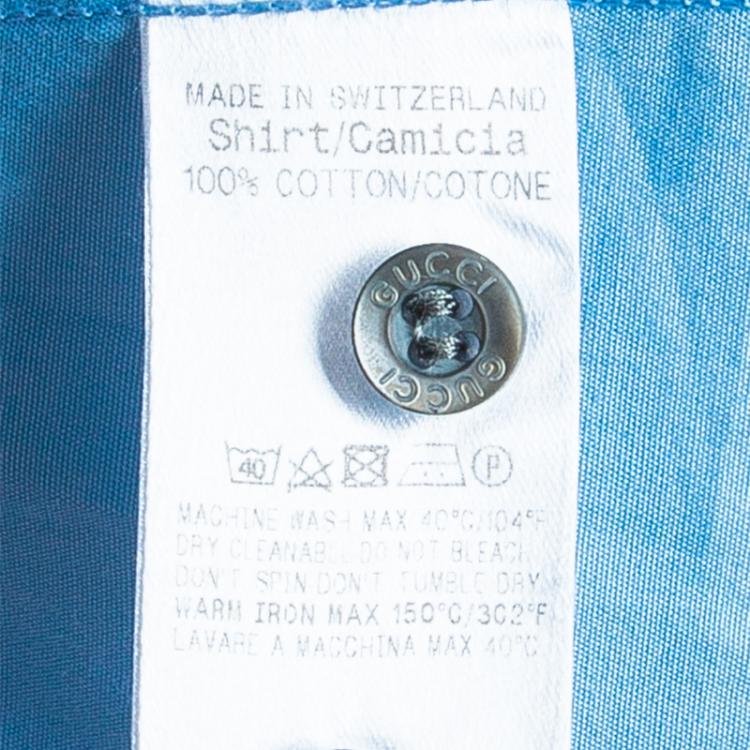 MADE IN SWITZERLAND
Shirt/Camicia
100% COTTON/COTONE
GUCCI
GUCCI
40
P
MACHINE WASH MAX 40°C/104°F
DRY CLEANABLE DO NOT BLEACH
DON'T SPIN DON'T TUMBLE DRY
WARM IRON MAX 150°C/302°F
LAVARE A MACCHINA MAX 40°C